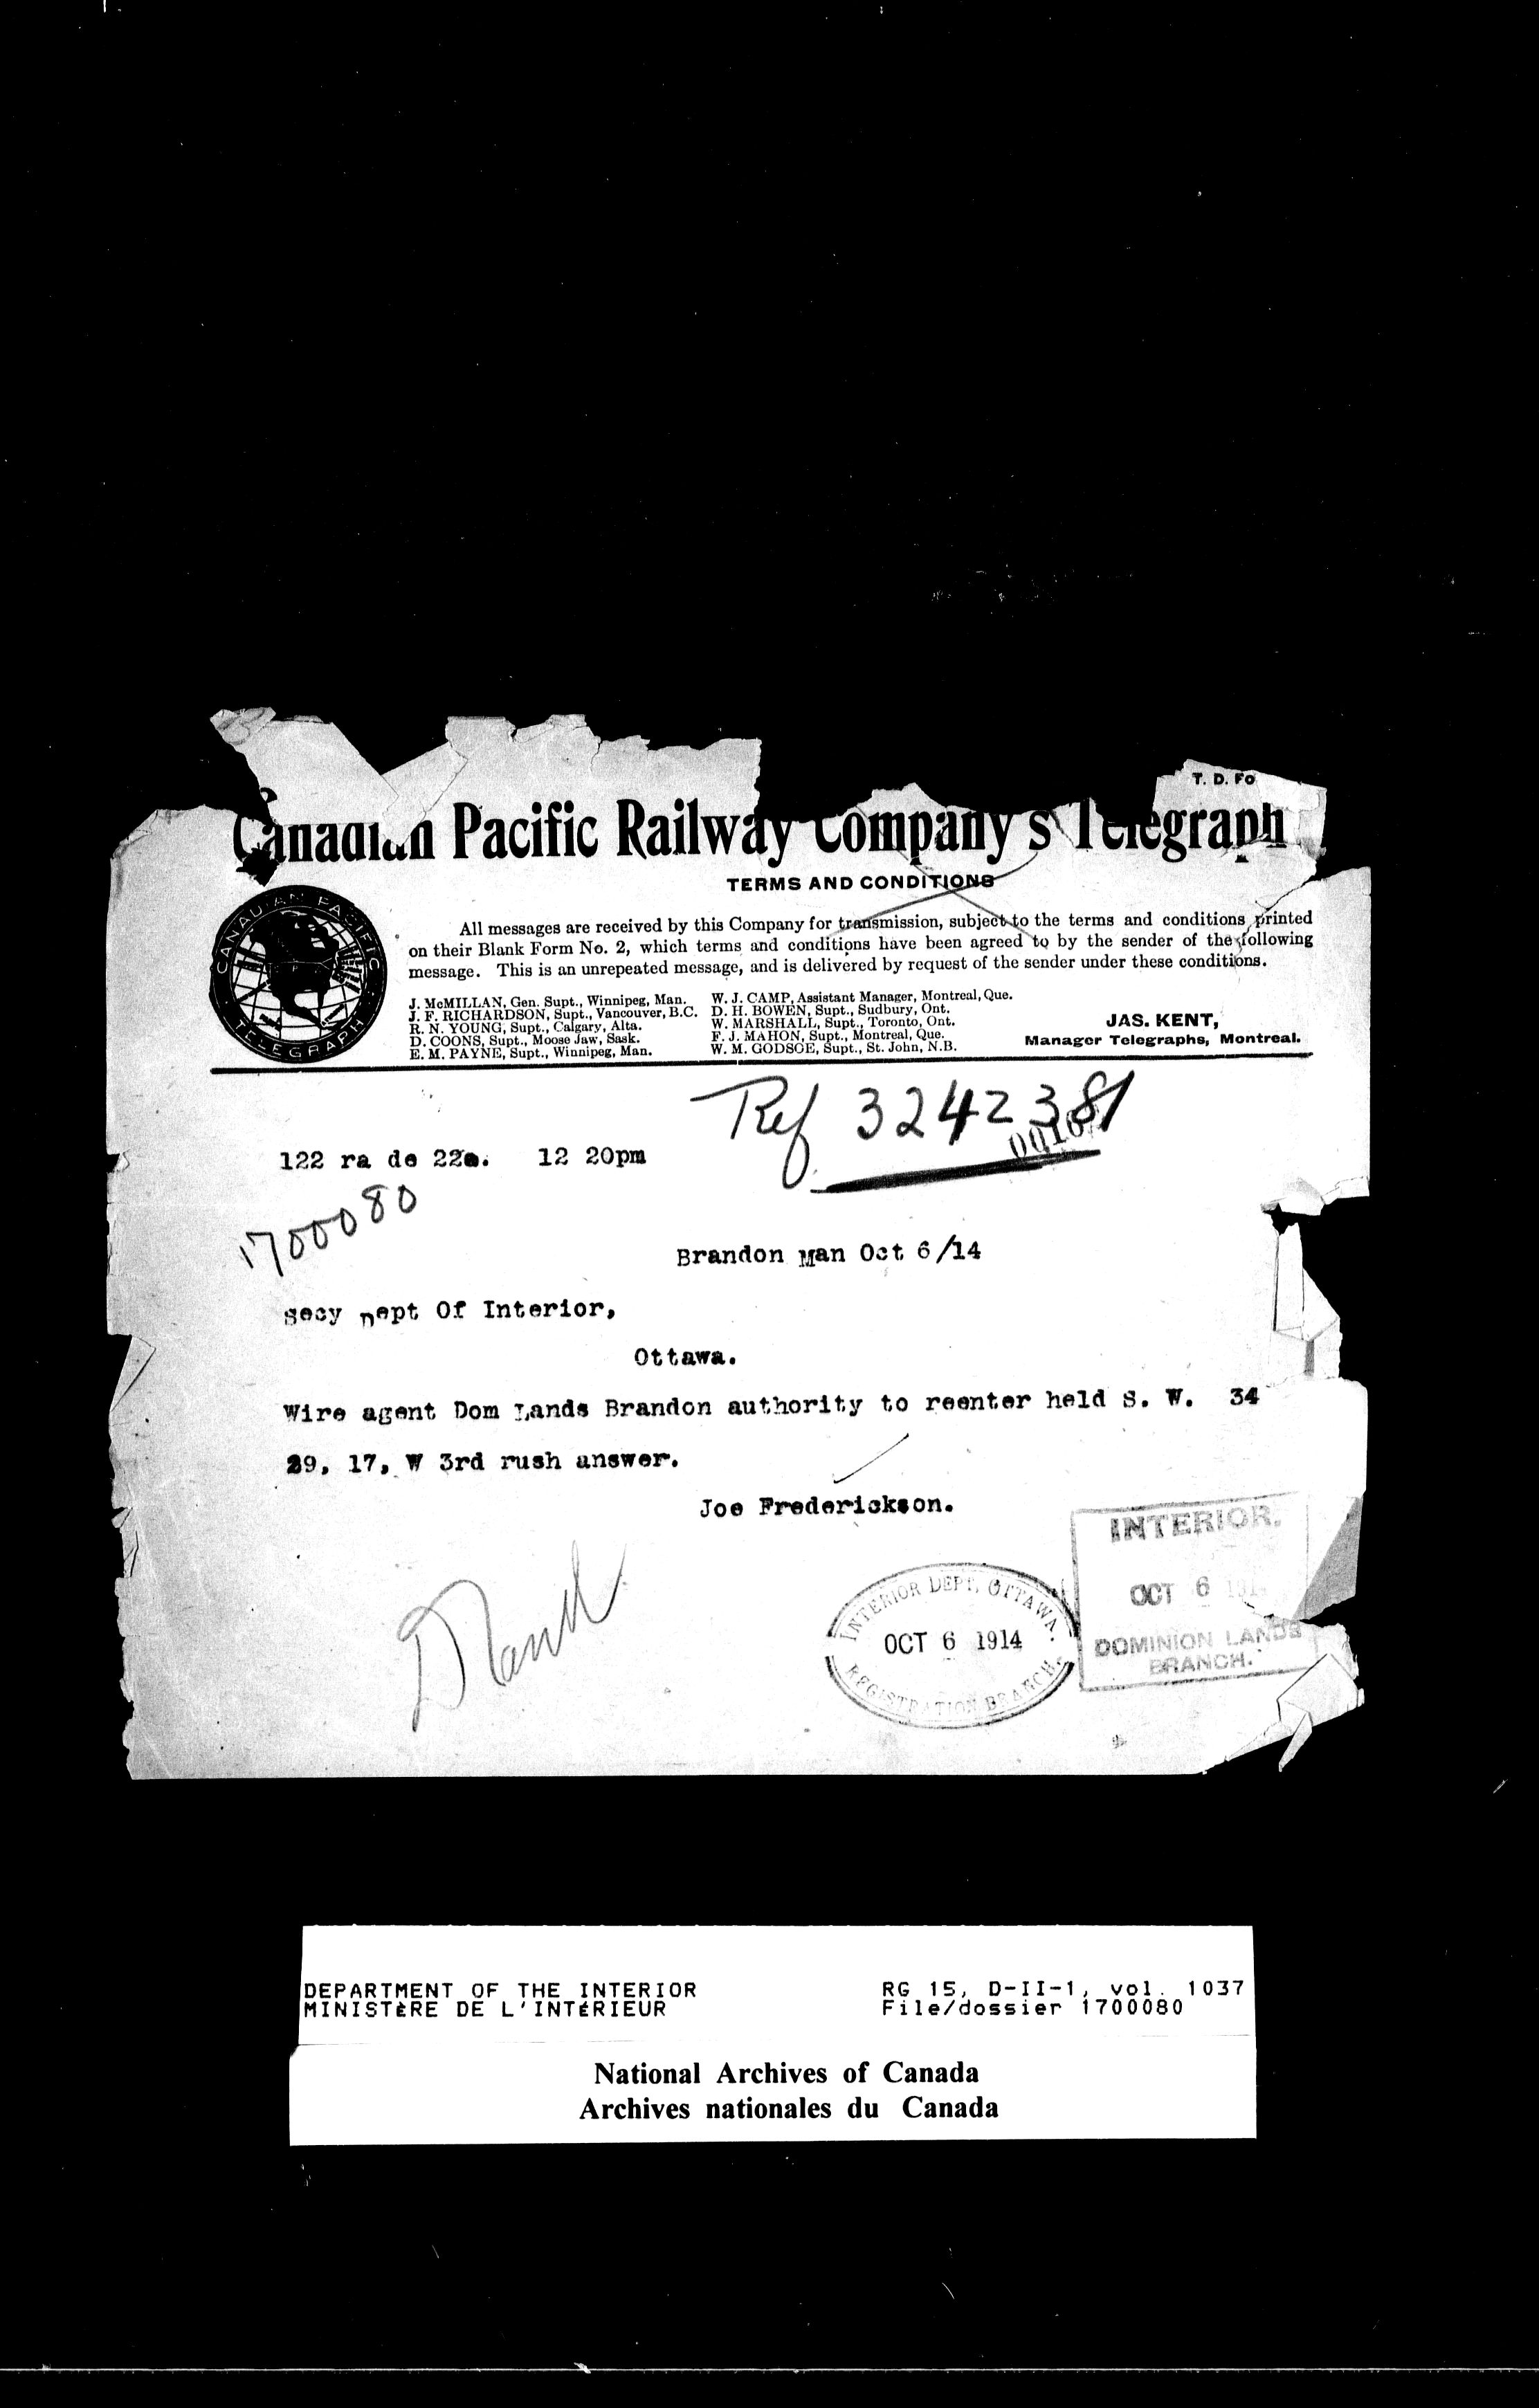 T. D. Fo
Canadian Pacific Railway Company's Telegraph
TERMS AND CONDITIONS
CANADIAN PACIFIC
TELEGRAPH
All messages are received by this Company for transmission, subject to the terms and conditions printed
on their Blank Form No. 2, which terms and conditions have been agreed to by the sender of the following
message. This is an unrepeated message, and is delivered by request of the sender under these conditions.
J. McMILLAN, Gen. Supt., Winnipeg, Man.
J. F. RICHARDSON, Supt., Vancouver, B.C.
R. N. YOUNG, Supt., Calgary, Alta.
D. COONS, Supt., Moose Jaw, Sask.
E. M. PAYNE, Supt., Winnipeg, Man.
W. J. CAMP, Assistant Manager, Montreal, Que.
D. H. BOWEN, Supt., Sudbury, Ont.
W. MARSHALL, Supt., Toronto, Ont.
F. J. MAHON, Supt., Montreal, Que.
W. M. GODSOE, Supt., St. John, N.B.
JAS. KENT,
Manager Telegraphs, Montreal.
Ref 3242381
122 ra de 22 12 20pm
1700080
Brandon Man Oct 6/14
Secy Dept Of Interior,
Ottawa.
Wire agent Dom Lands Brandon authority to reenter held S. W. 34
29, 17, W 3rd rush answer.
Joe Frederickson.
INTERIOR DEPT, OTTAWA.
OCT 6 1914
REGISTRATION BRANCH.
INTERIOR.
OCT 6 191
DOMINION LANDS
BRANCH.
DEPARTMENT OF THE INTERIOR
MINISTÈRE DE L'INTÉRIEUR
RG 15, D-II-1, vol. 1037
File/dossier 1700080
National Archives of Canada
Archives nationales du Canada